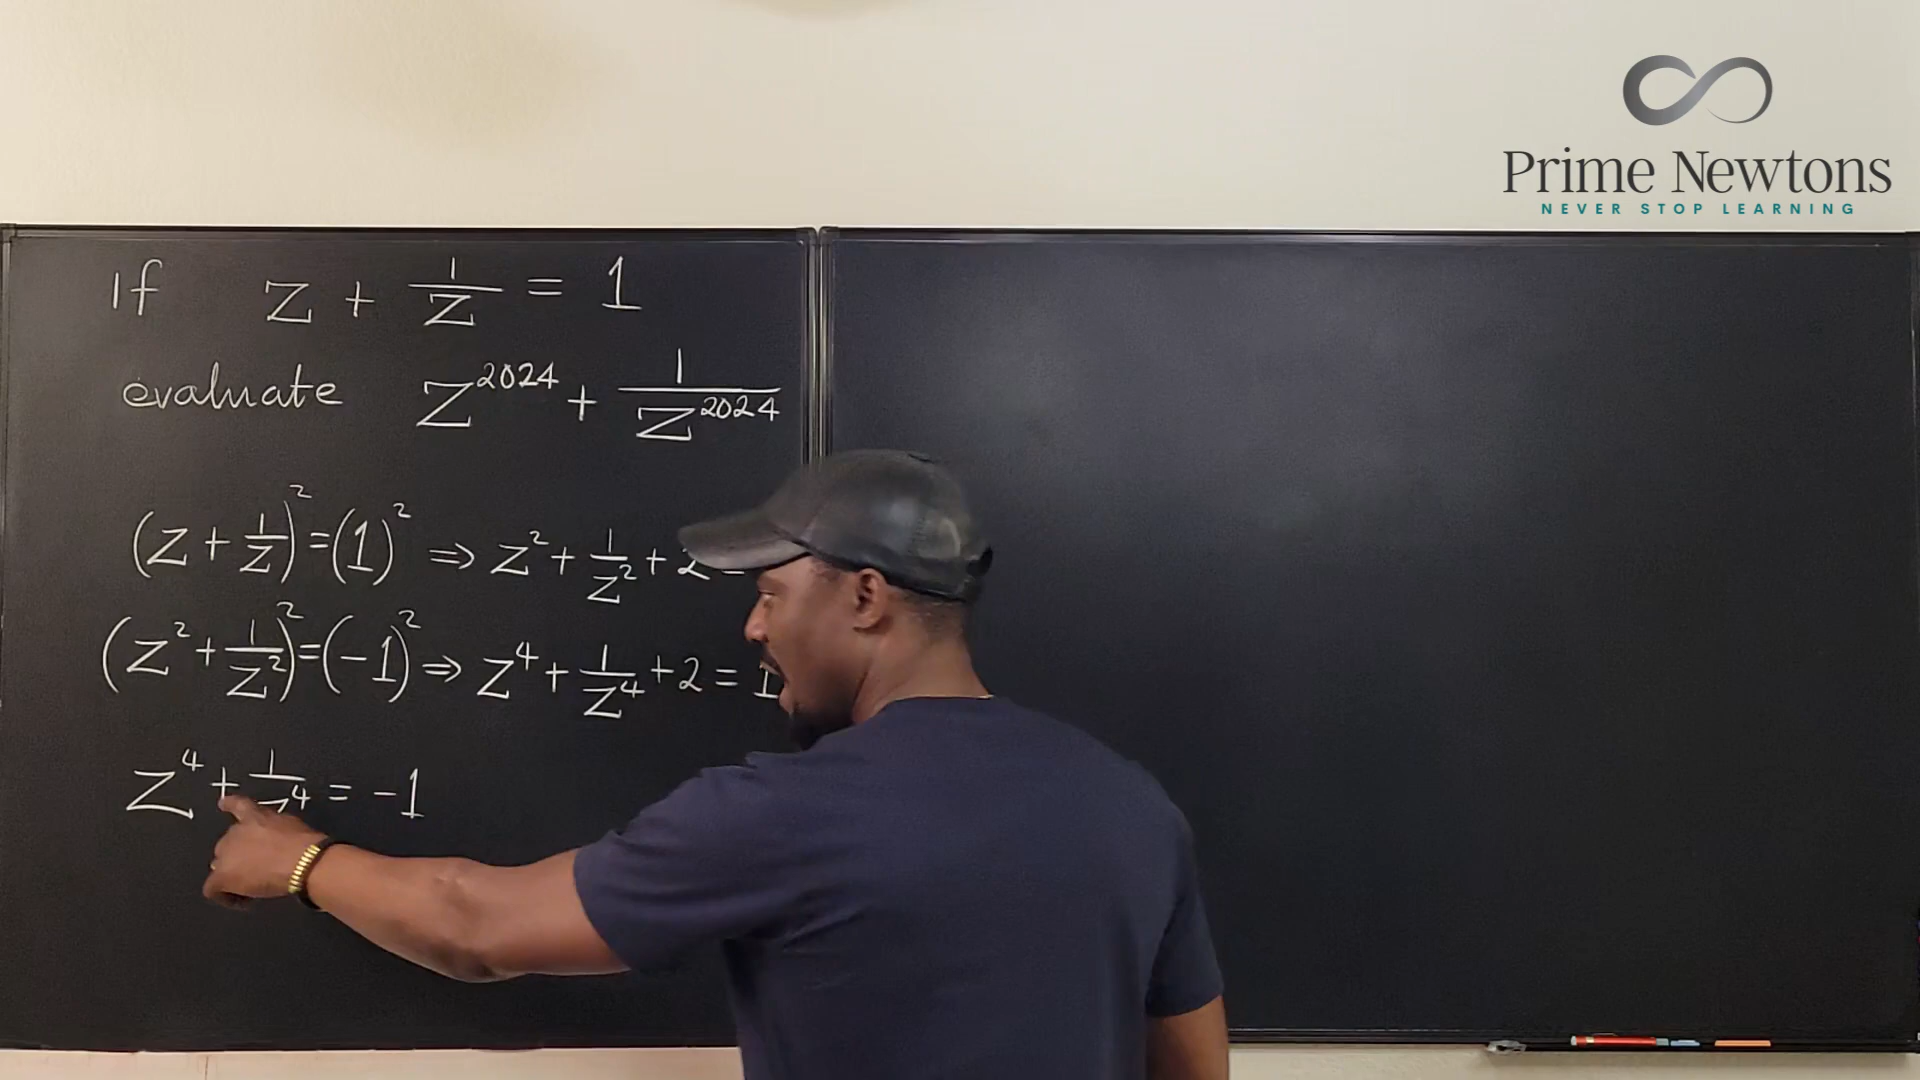 Prime Newtons
NEVER STOP LEARNING
If z + 1/z = 1
evaluate z^2024 + 1/z^2024
(z + 1/z)^2 = (1)^2 ⇒ z^2 + 1/z^2 + 2 =
(z^2 + 1/z^2)^2 = (-1)^2 ⇒ z^4 + 1/z^4 + 2 = 1
z^4 + 1/z^4 = -1